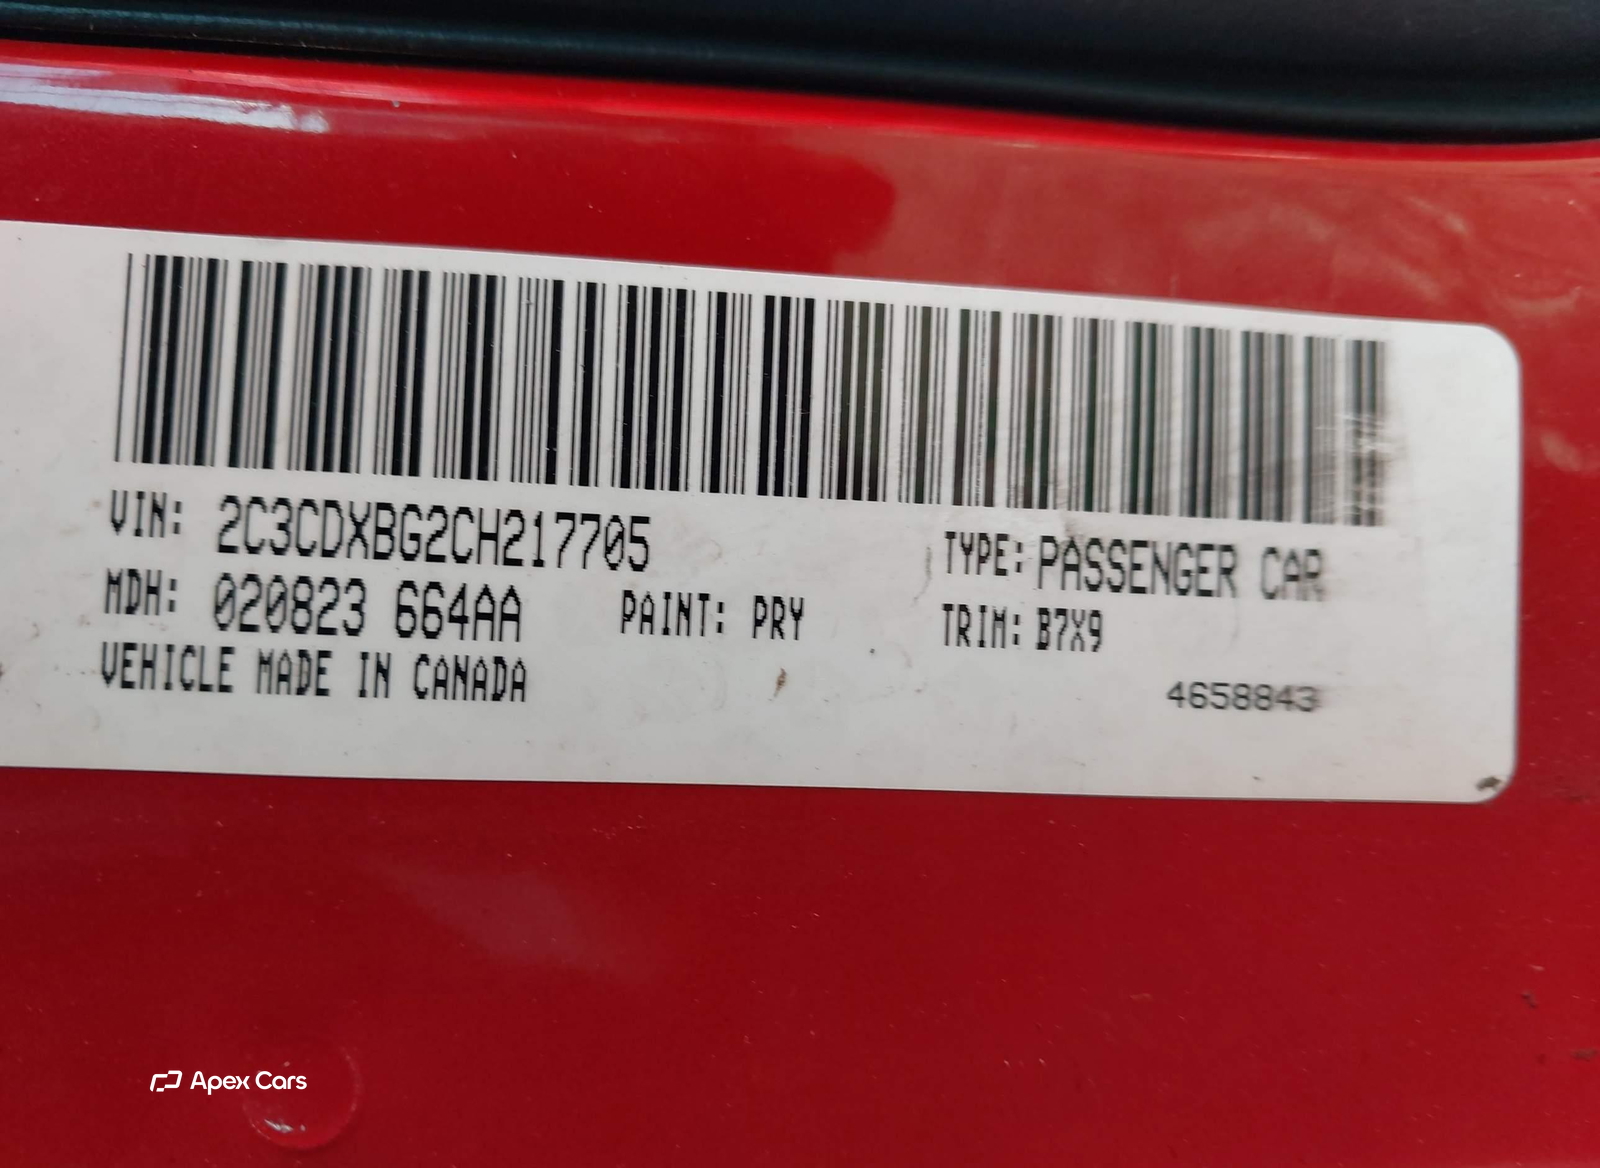 VIN: 2C3CDXBG2CH217705
TYPE: PASSENGER CAR
MDH: 020823 664AA PAINT: PRY TRIM: B7X9
VEHICLE MADE IN CANADA
4658843
Apex Cars